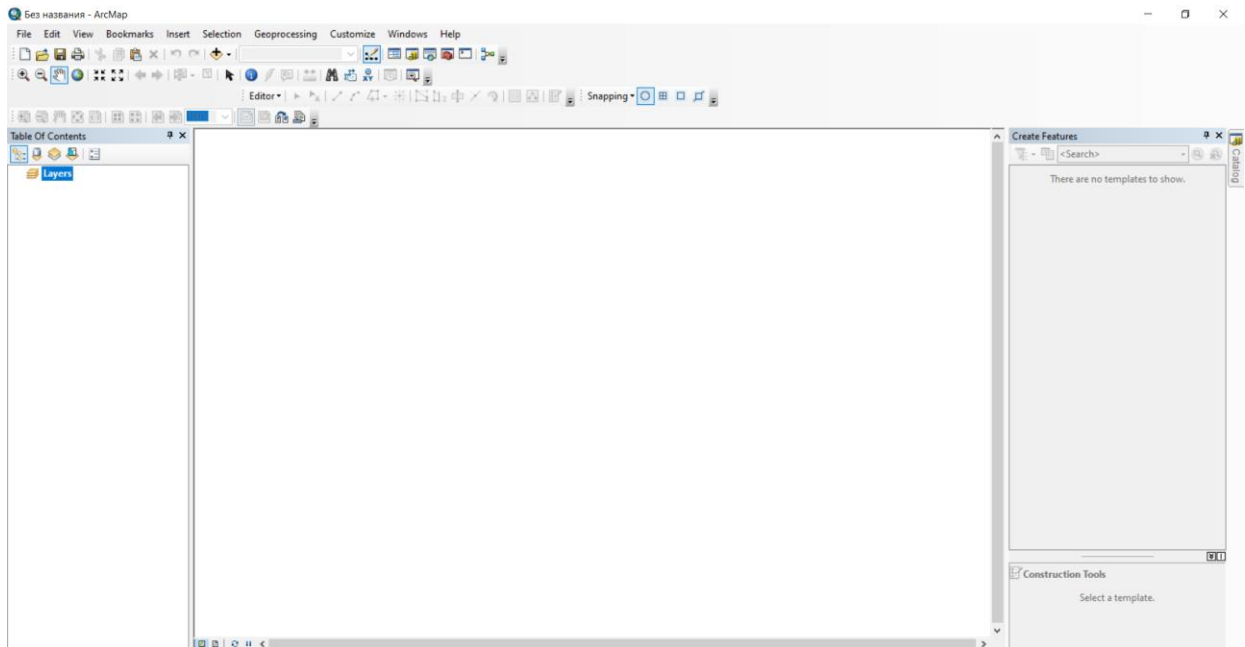 Без названия - ArcMap
File Edit View Bookmarks Insert Selection Geoprocessing Customize Windows Help
Editor
Snapping
Table Of Contents
Layers
Create Features
<Search>
There are no templates to show.
Catalog
Construction Tools
Select a template.